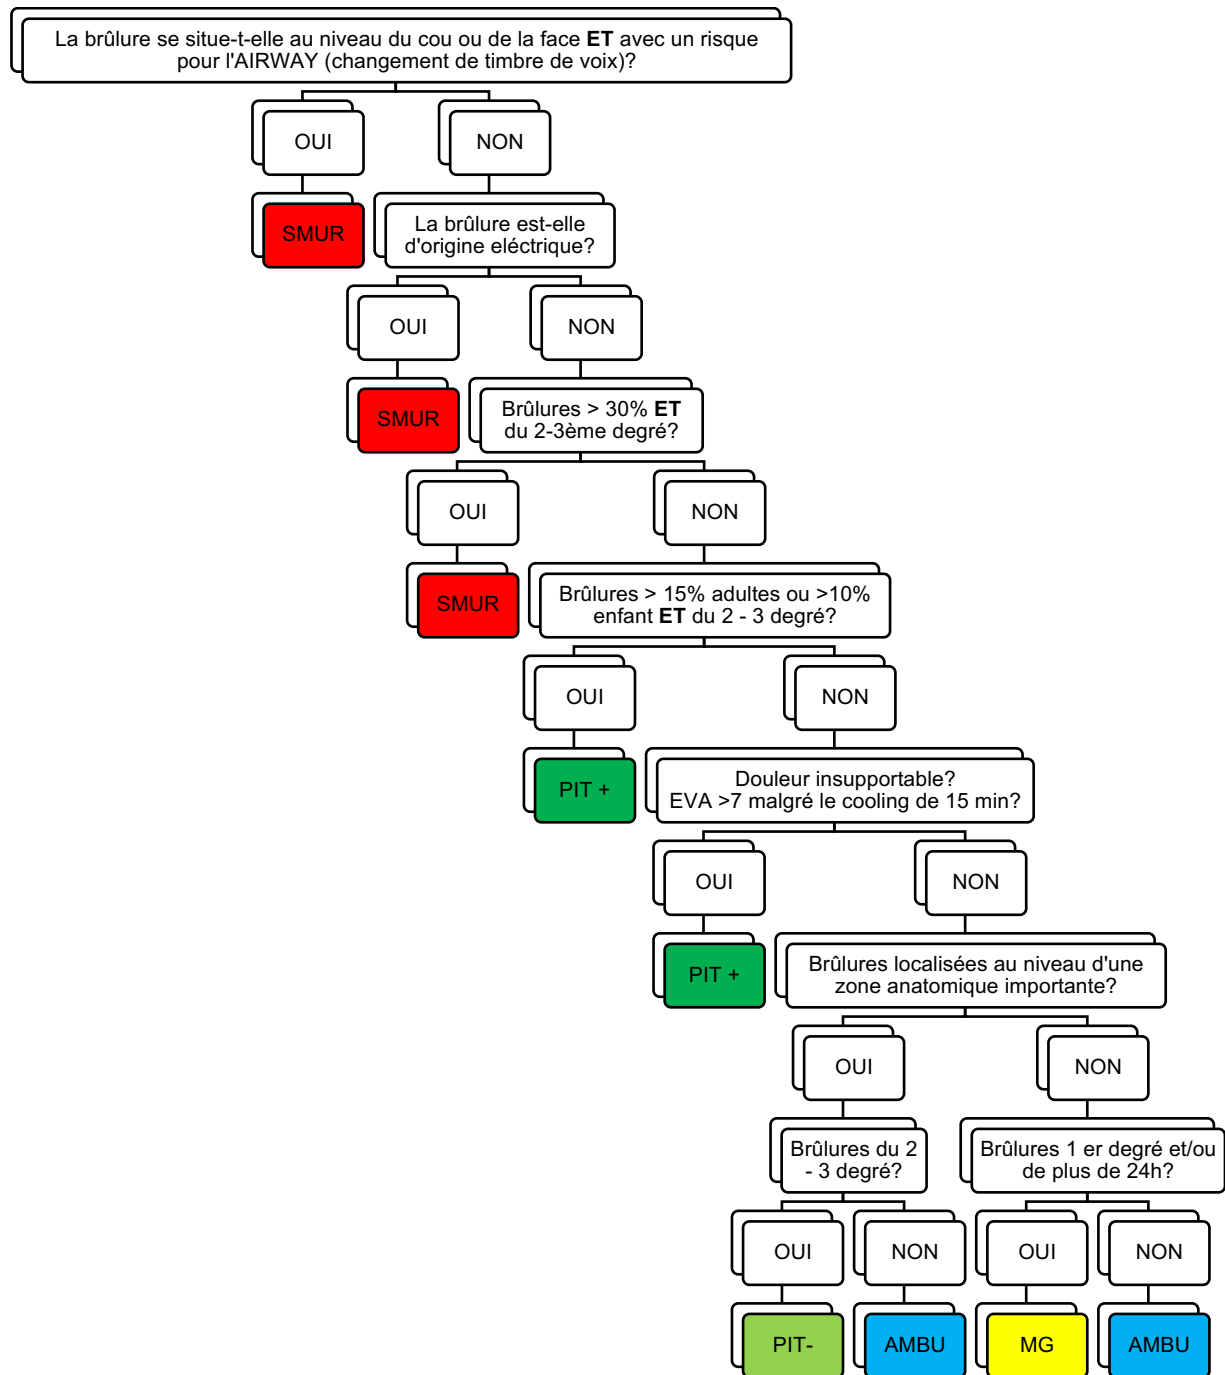 La brûlure se situe-t-elle au niveau du cou ou de la face ET avec un risque
pour l'AIRWAY (changement de timbre de voix)?
OUI
NON
SMUR
La brûlure est-elle
d'origine eléctrique?
OUI
NON
SMUR
Brûlures > 30% ET
du 2-3ème degré?
OUI
NON
SMUR
Brûlures > 15% adultes ou >10%
enfant ET du 2 - 3 degré?
OUI
NON
PIT +
Douleur insupportable?
EVA >7 malgré le cooling de 15 min?
OUI
NON
PIT +
Brûlures localisées au niveau d'une
zone anatomique importante?
OUI
NON
Brûlures du 2
- 3 degré?
Brûlures 1 er degré et/ou
de plus de 24h?
OUI
NON
OUI
NON
PIT-
AMBU
MG
AMBU